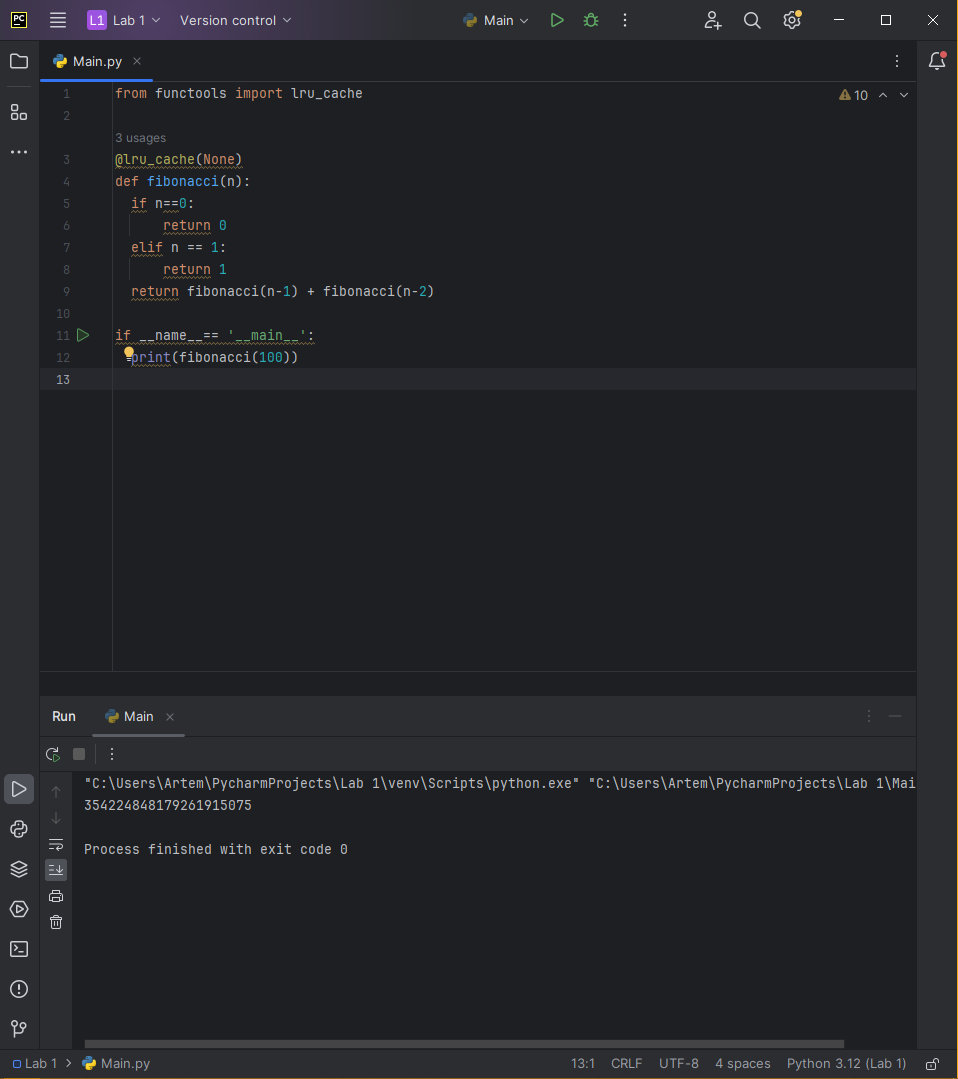 PC L1 Lab 1 Version control Main
Main.py
10
1 from functools import lru_cache
2
3 usages
3 @lru_cache(None)
4 def fibonacci(n):
5 if n==0:
6 return 0
7 elif n == 1:
8 return 1
9 return fibonacci(n-1) + fibonacci(n-2)
10
11 if __name__== '__main__':
12 print(fibonacci(100))
13
Run Main
"C:\Users\Artem\PycharmProjects\Lab 1\venv\Scripts\python.exe" "C:\Users\Artem\PycharmProjects\Lab 1\Mai
354224848179261915075
Process finished with exit code 0
Lab 1 Main.py 13:1 CRLF UTF-8 4 spaces Python 3.12 (Lab 1)